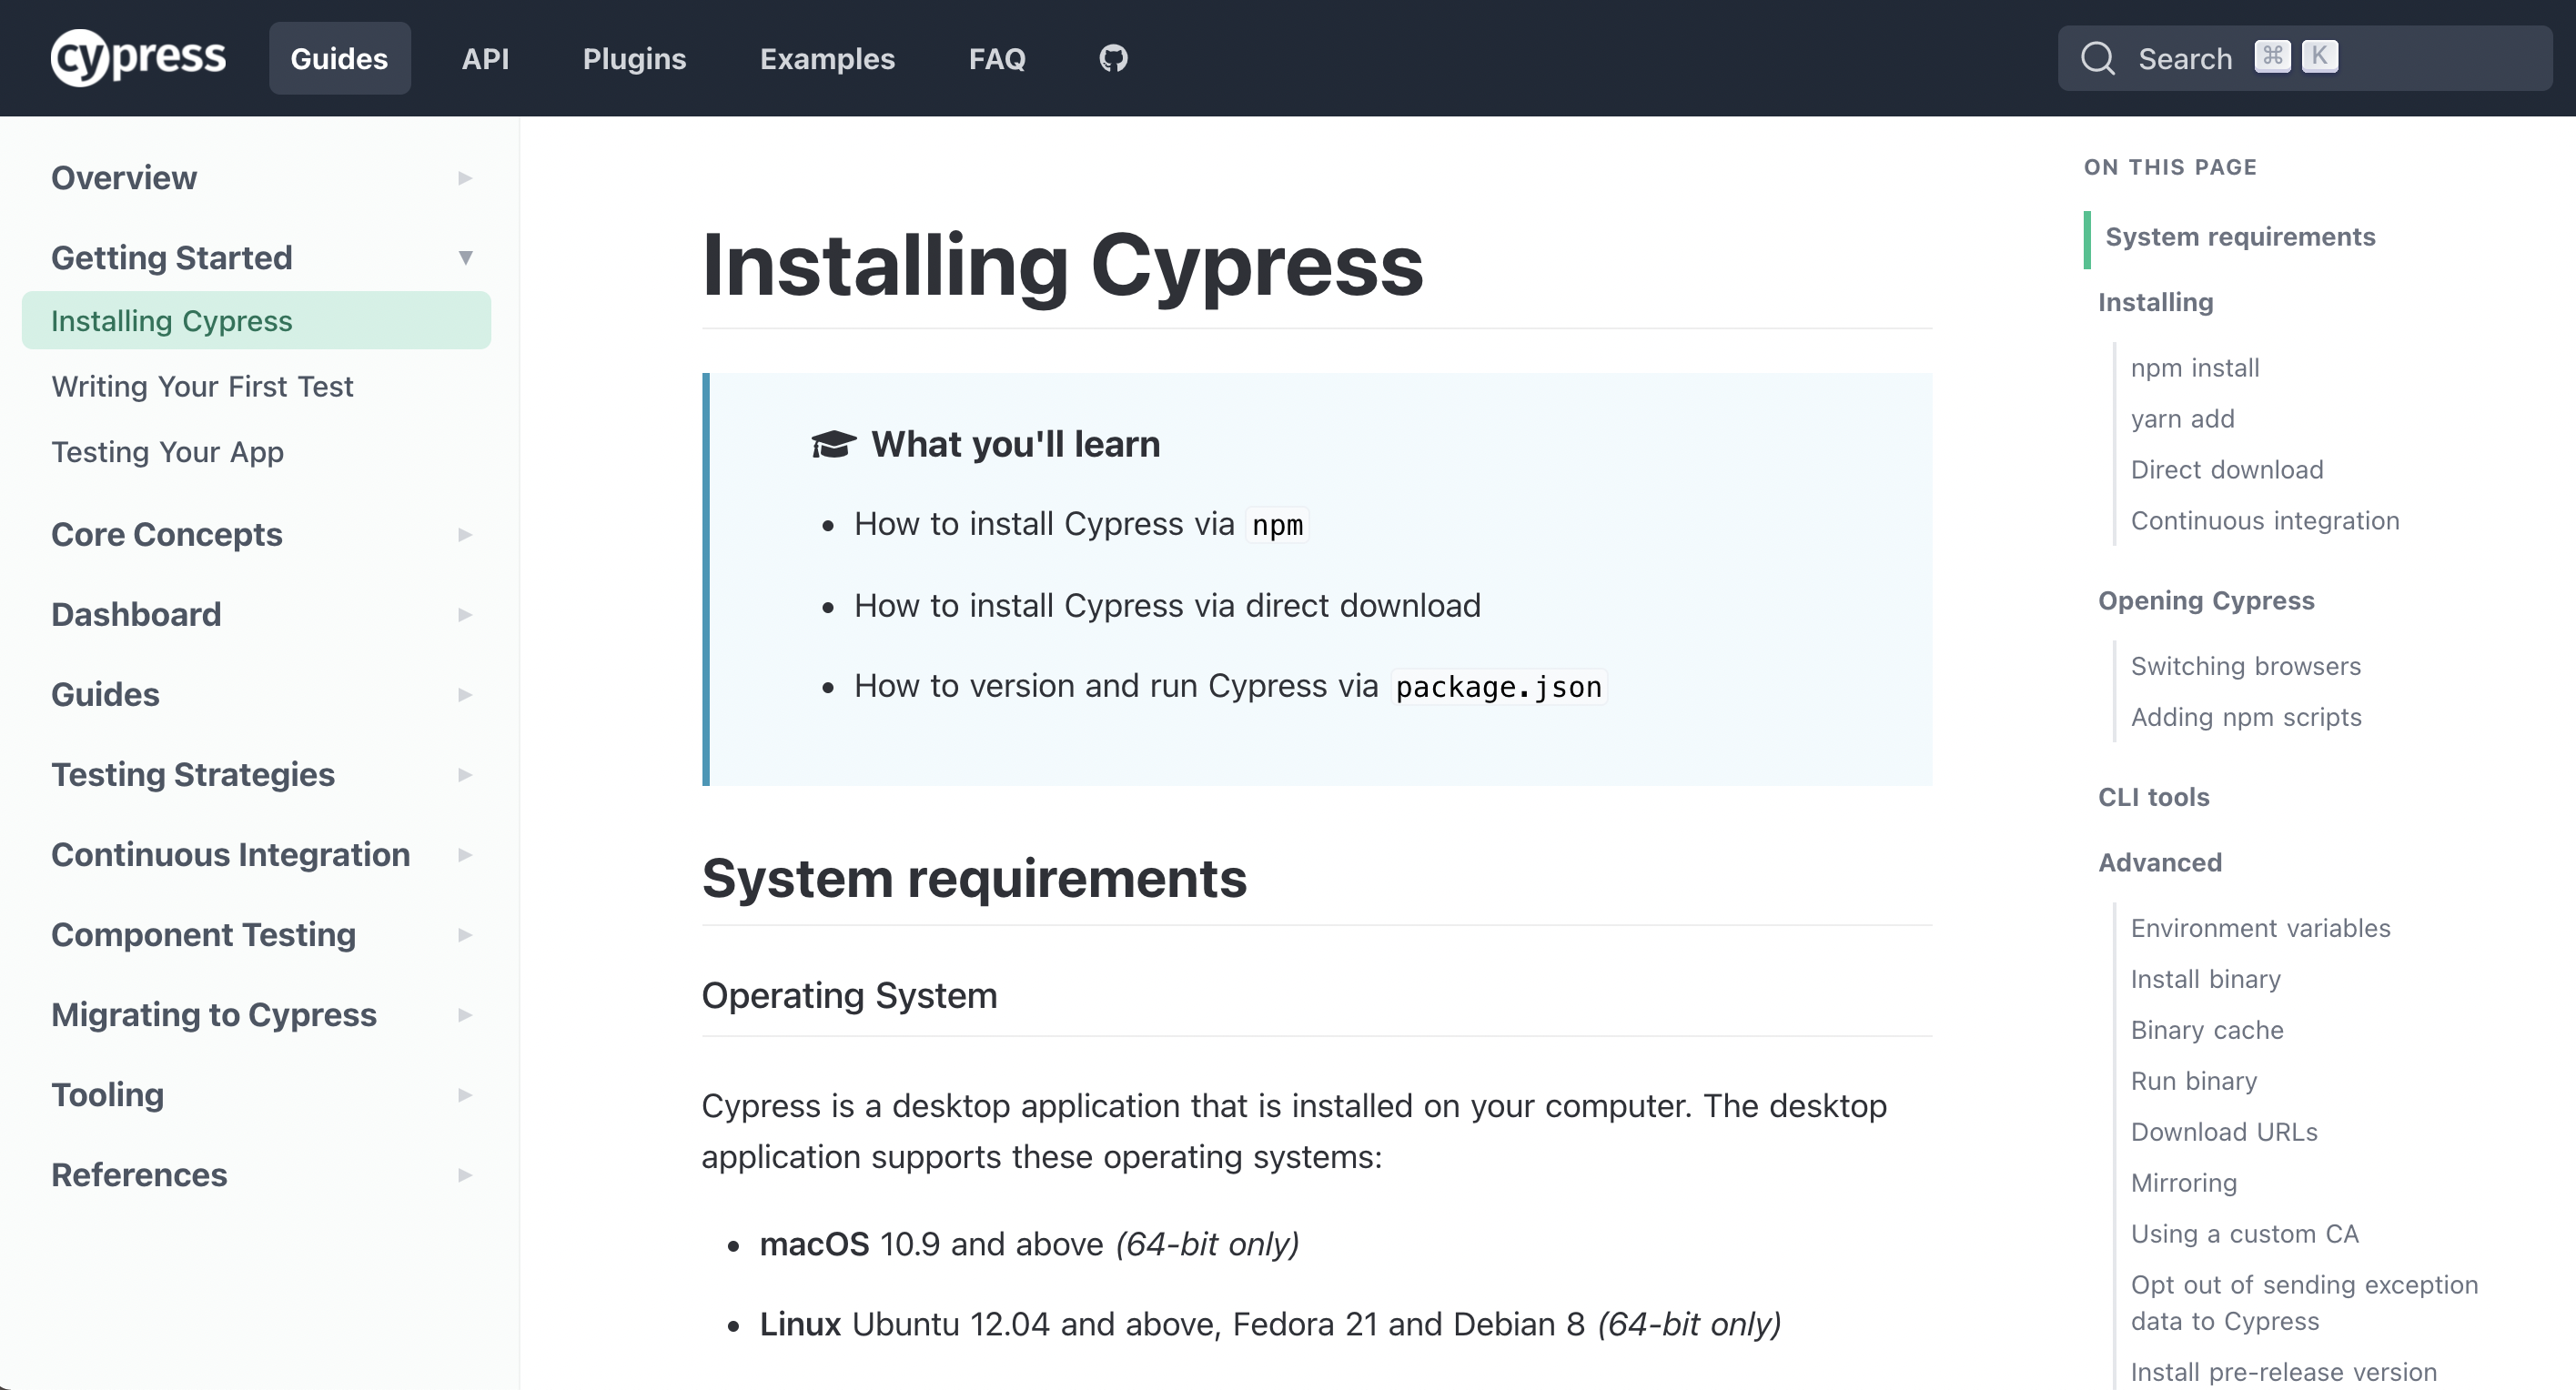 cypress
Guides
API
Plugins
Examples
FAQ
Search ⌘ K
Overview
Getting Started
Installing Cypress
Writing Your First Test
Testing Your App
Core Concepts
Dashboard
Guides
Testing Strategies
Continuous Integration
Component Testing
Migrating to Cypress
Tooling
References
Installing Cypress
What you'll learn
• How to install Cypress via npm
• How to install Cypress via direct download
• How to version and run Cypress via package.json
System requirements
Operating System
Cypress is a desktop application that is installed on your computer. The desktop
application supports these operating systems:
• macOS 10.9 and above (64-bit only)
• Linux Ubuntu 12.04 and above, Fedora 21 and Debian 8 (64-bit only)
ON THIS PAGE
System requirements
Installing
npm install
yarn add
Direct download
Continuous integration
Opening Cypress
Switching browsers
Adding npm scripts
CLI tools
Advanced
Environment variables
Install binary
Binary cache
Run binary
Download URLs
Mirroring
Using a custom CA
Opt out of sending exception
data to Cypress
Install pre-release version